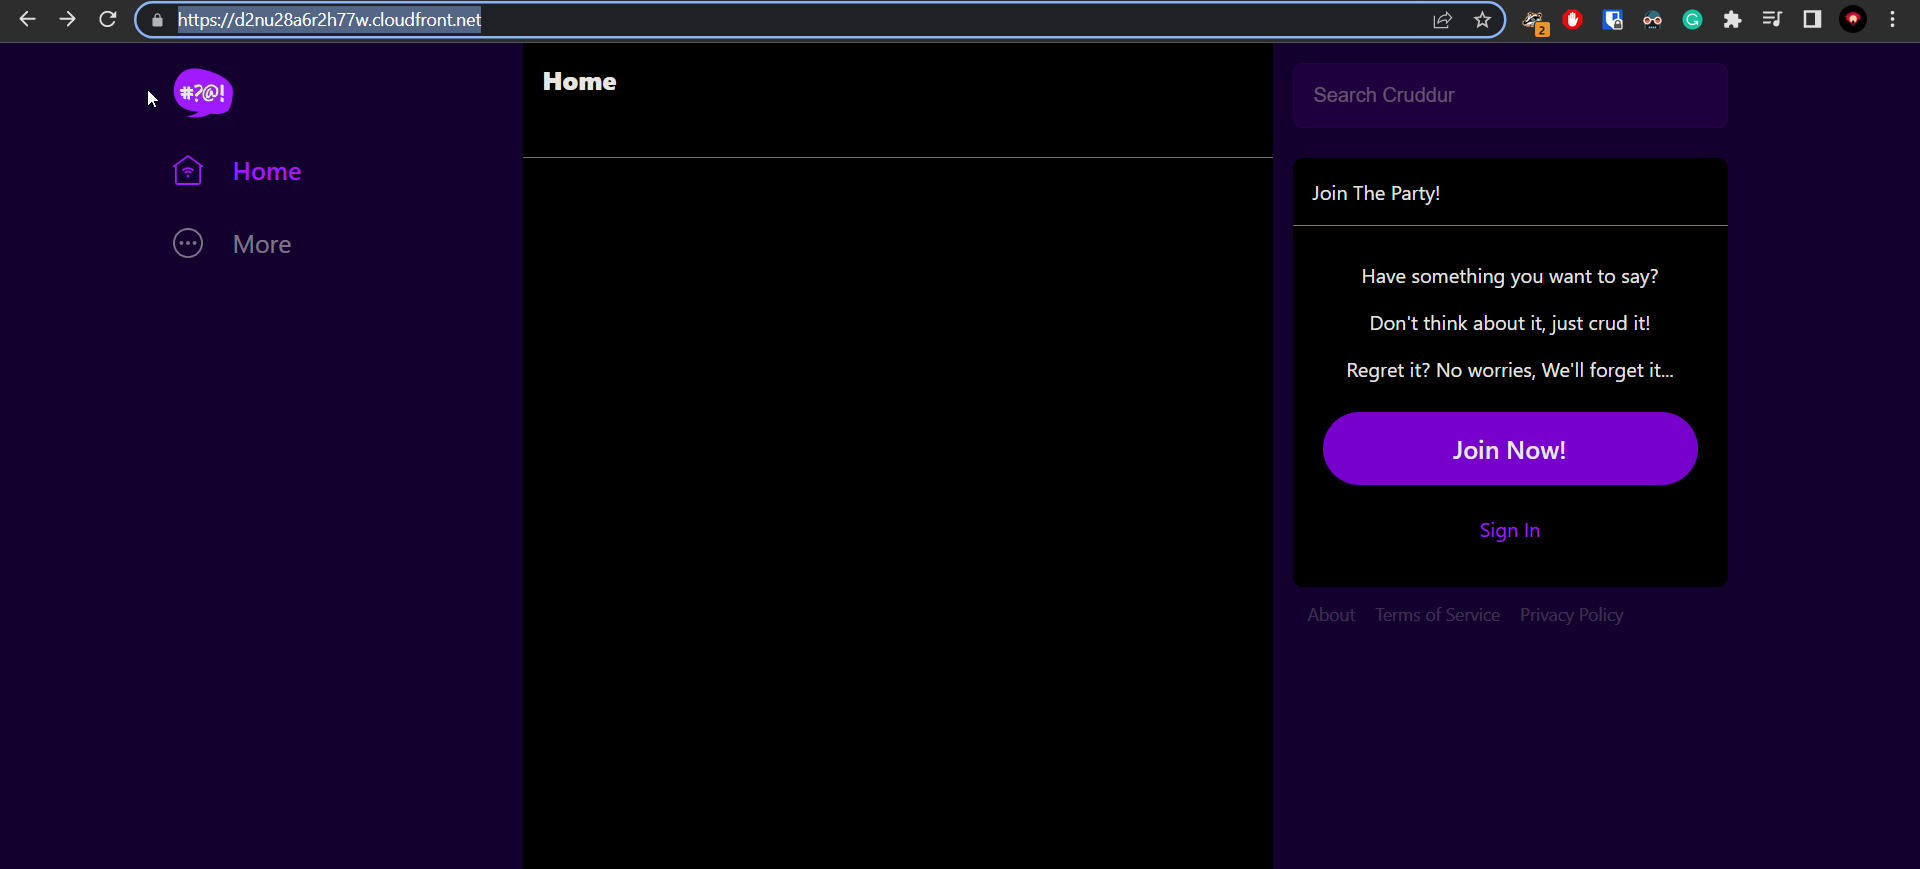 https://d2nu28a6r2h77w.cloudfront.net
2
#?@!
Home
More
Home
Search Cruddur
Join The Party!
Have something you want to say?
Don't think about it, just crud it!
Regret it? No worries, We'll forget it...
Join Now!
Sign In
About Terms of Service Privacy Policy